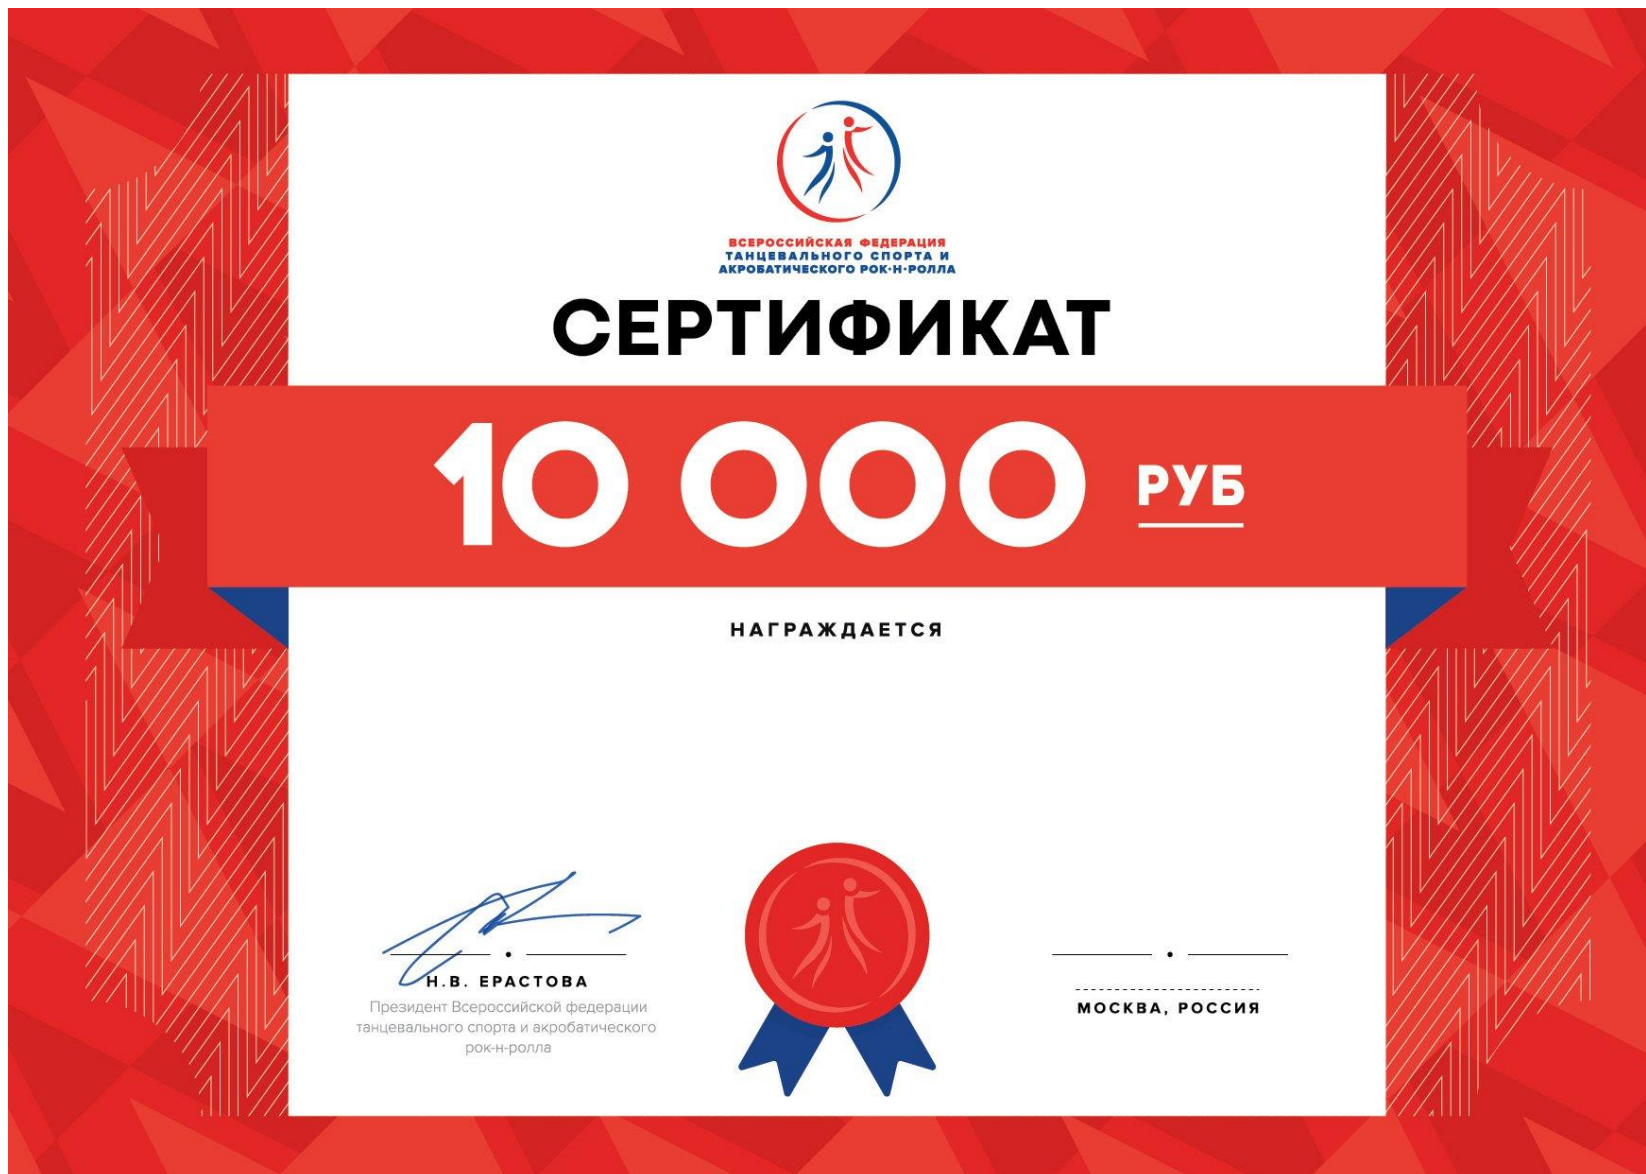 ВСЕРОССИЙСКАЯ ФЕДЕРАЦИЯ
ТАНЦЕВАЛЬНОГО СПОРТА И
АКРОБАТИЧЕСКОГО РОК-Н-РОЛЛА
СЕРТИФИКАТ
10 000 РУБ
НАГРАЖДАЕТСЯ
Н.В. ЕРАСТОВА
Президент Всероссийской федерации
танцевального спорта и акробатического
рок-н-ролла
МОСКВА, РОССИЯ